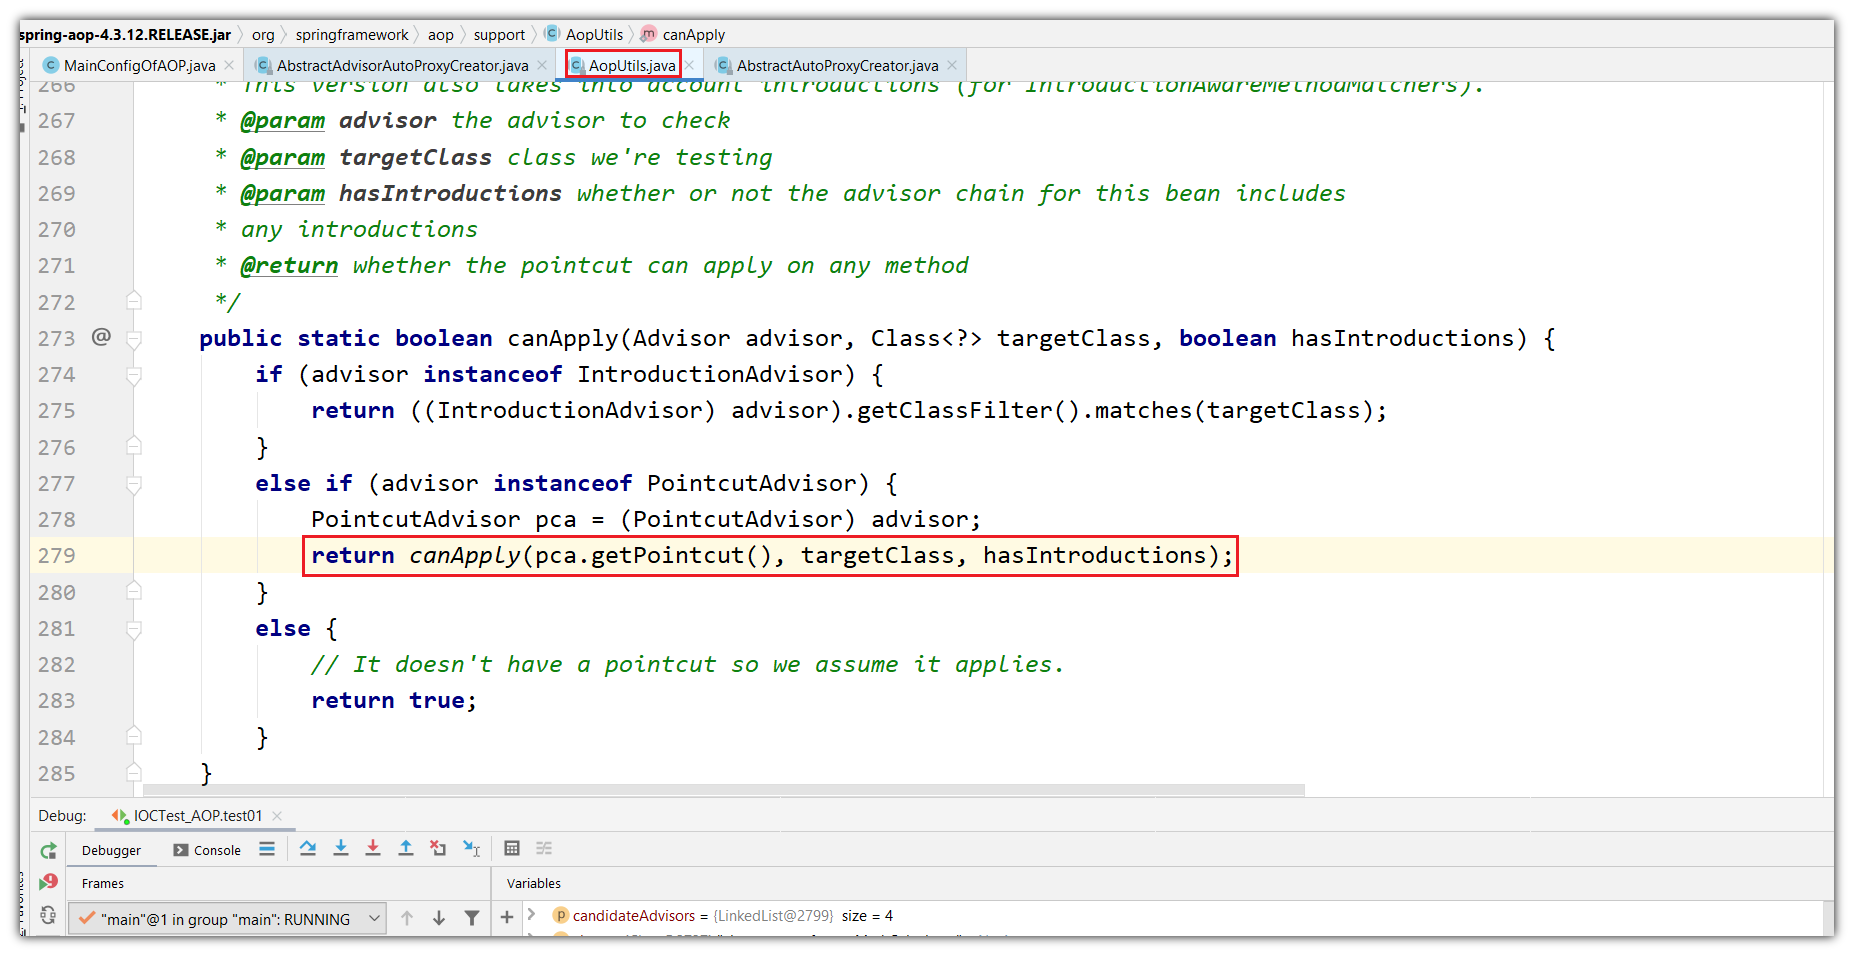 spring-aop-4.3.12.RELEASE.jar org springframework aop support AopUtils canApply
MainConfigOfAOP.java AbstractAdvisorAutoProxyCreator.java AopUtils.java AbstractAutoProxyCreator.java
266 * This version also takes into account introductions (for IntroductionAwareMethodMatchers).
267 * @param advisor the advisor to check
268 * @param targetClass class we're testing
269 * @param hasIntroductions whether or not the advisor chain for this bean includes
270 * any introductions
271 * @return whether the pointcut can apply on any method
272 */
273 @ public static boolean canApply(Advisor advisor, Class<?> targetClass, boolean hasIntroductions) {
274 if (advisor instanceof IntroductionAdvisor) {
275 return ((IntroductionAdvisor) advisor).getClassFilter().matches(targetClass);
276 }
277 else if (advisor instanceof PointcutAdvisor) {
278 PointcutAdvisor pca = (PointcutAdvisor) advisor;
279 return canApply(pca.getPointcut(), targetClass, hasIntroductions);
280 }
281 else {
282 // It doesn't have a pointcut so we assume it applies.
283 return true;
284 }
285 }
Debug: IOCTest_AOP.test01
Debugger Console
Frames Variables
"main"@1 in group "main": RUNNING candidateAdvisors = {LinkedList@2799} size = 4